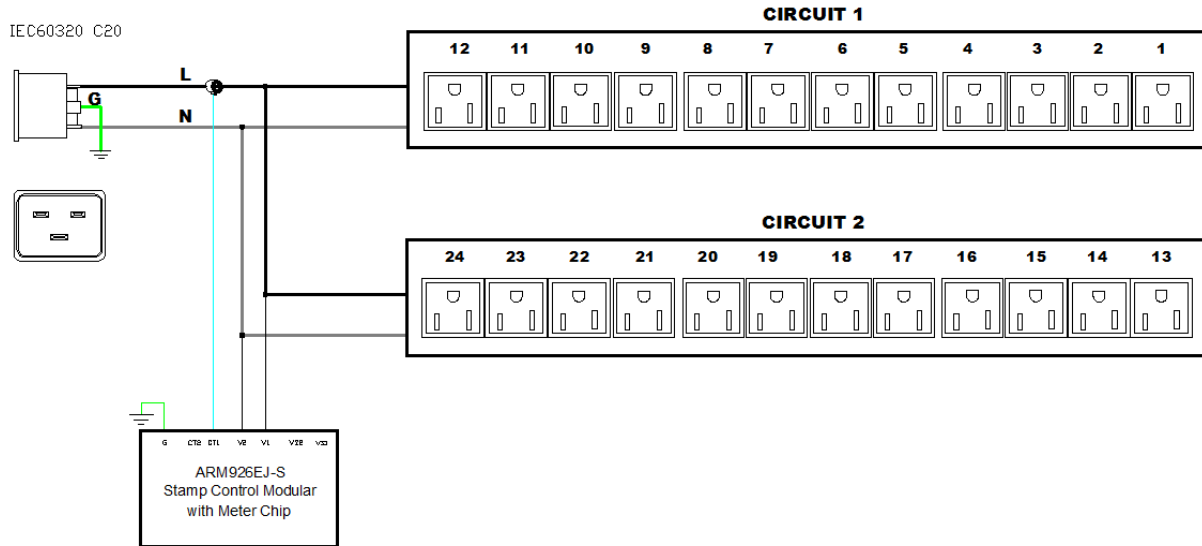 CIRCUIT 1
IEC60320 C20
12 11 10 9 8 7 6 5 4 3 2 1
L
G
N
CIRCUIT 2
24 23 22 21 20 19 18 17 16 15 14 13
G CT2 CT1 V2 V1
ARM926EJ-S
Stamp Control Modular
with Meter Chip